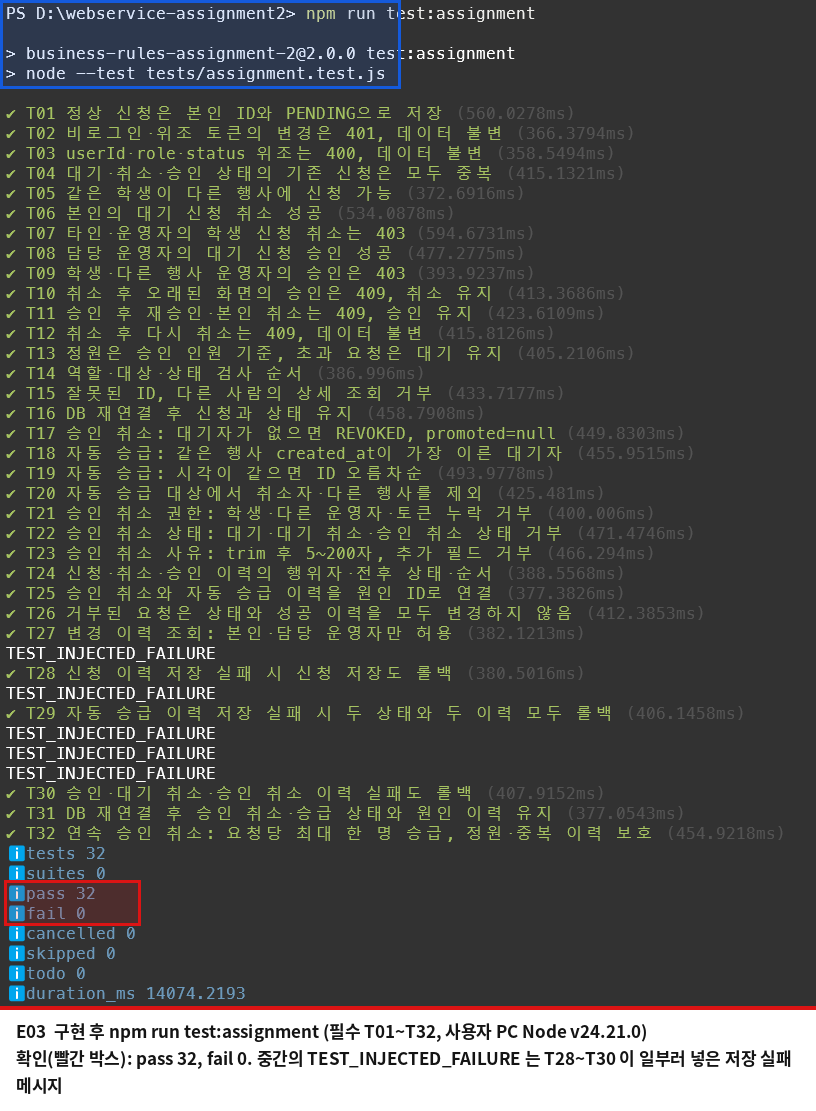 PS D:\webservice-assignment2> npm run test:assignment
> business-rules-assignment-2@2.0.0 test:assignment
> node --test tests/assignment.test.js
✔ T01 정상 신청은 본인 ID와 PENDING으로 저장 (560.0278ms)
✔ T02 비로그인·위조 토큰의 변경은 401, 데이터 불변 (366.3794ms)
✔ T03 userId·role·status 위조는 400, 데이터 불변 (358.5494ms)
✔ T04 대기·취소·승인 상태의 기존 신청은 모두 중복 (415.1321ms)
✔ T05 같은 학생이 다른 행사에 신청 가능 (372.6916ms)
✔ T06 본인의 대기 신청 취소 성공 (534.0878ms)
✔ T07 타인·운영자의 학생 신청 취소는 403 (594.6731ms)
✔ T08 담당 운영자의 대기 신청 승인 성공 (477.2775ms)
✔ T09 학생·다른 행사 운영자의 승인은 403 (393.9237ms)
✔ T10 취소 후 오래된 화면의 승인은 409, 취소 유지 (413.3686ms)
✔ T11 승인 후 재승인·본인 취소는 409, 승인 유지 (423.6109ms)
✔ T12 취소 후 다시 취소는 409, 데이터 불변 (415.8126ms)
✔ T13 정원은 승인 인원 기준, 초과 요청은 대기 유지 (405.2106ms)
✔ T14 역할·대상·상태 검사 순서 (386.996ms)
✔ T15 잘못된 ID, 다른 사람의 상세 조회 거부 (433.7177ms)
✔ T16 DB 재연결 후 신청과 상태 유지 (458.7908ms)
✔ T17 승인 취소: 대기자가 없으면 REVOKED, promoted=null (449.8303ms)
✔ T18 자동 승급: 같은 행사 created_at이 가장 이른 대기자 (455.9515ms)
✔ T19 자동 승급: 시각이 같으면 ID 오름차순 (493.9778ms)
✔ T20 자동 승급 대상에서 취소자·다른 행사를 제외 (425.481ms)
✔ T21 승인 취소 권한: 학생·다른 운영자·토큰 누락 거부 (400.006ms)
✔ T22 승인 취소 상태: 대기·대기 취소·승인 취소 상태 거부 (471.4746ms)
✔ T23 승인 취소 사유: trim 후 5~200자, 추가 필드 거부 (466.294ms)
✔ T24 신청·취소·승인 이력의 행위자·전후 상태·순서 (388.5568ms)
✔ T25 승인 취소와 자동 승급 이력을 원인 ID로 연결 (377.3826ms)
✔ T26 거부된 요청은 상태와 성공 이력을 모두 변경하지 않음 (412.3853ms)
✔ T27 변경 이력 조회: 본인·담당 운영자만 허용 (382.1213ms)
TEST_INJECTED_FAILURE
✔ T28 신청 이력 저장 실패 시 신청 저장도 롤백 (380.5016ms)
TEST_INJECTED_FAILURE
✔ T29 자동 승급 이력 저장 실패 시 두 상태와 두 이력 모두 롤백 (406.1458ms)
TEST_INJECTED_FAILURE
TEST_INJECTED_FAILURE
TEST_INJECTED_FAILURE
✔ T30 승인·대기 취소·승인 취소 이력 실패도 롤백 (407.9152ms)
✔ T31 DB 재연결 후 승인 취소·승급 상태와 원인 이력 유지 (377.0543ms)
✔ T32 연속 승인 취소: 요청당 최대 한 명 승급, 정원·중복 이력 보호 (454.9218ms)
ℹ tests 32
ℹ suites 0
ℹ pass 32
ℹ fail 0
ℹ cancelled 0
ℹ skipped 0
ℹ todo 0
ℹ duration_ms 14074.2193
E03 구현 후 npm run test:assignment (필수 T01~T32, 사용자 PC Node v24.21.0)
확인(빨간 박스): pass 32, fail 0. 중간의 TEST_INJECTED_FAILURE 는 T28~T30 이 일부러 넣은 저장 실패
메시지